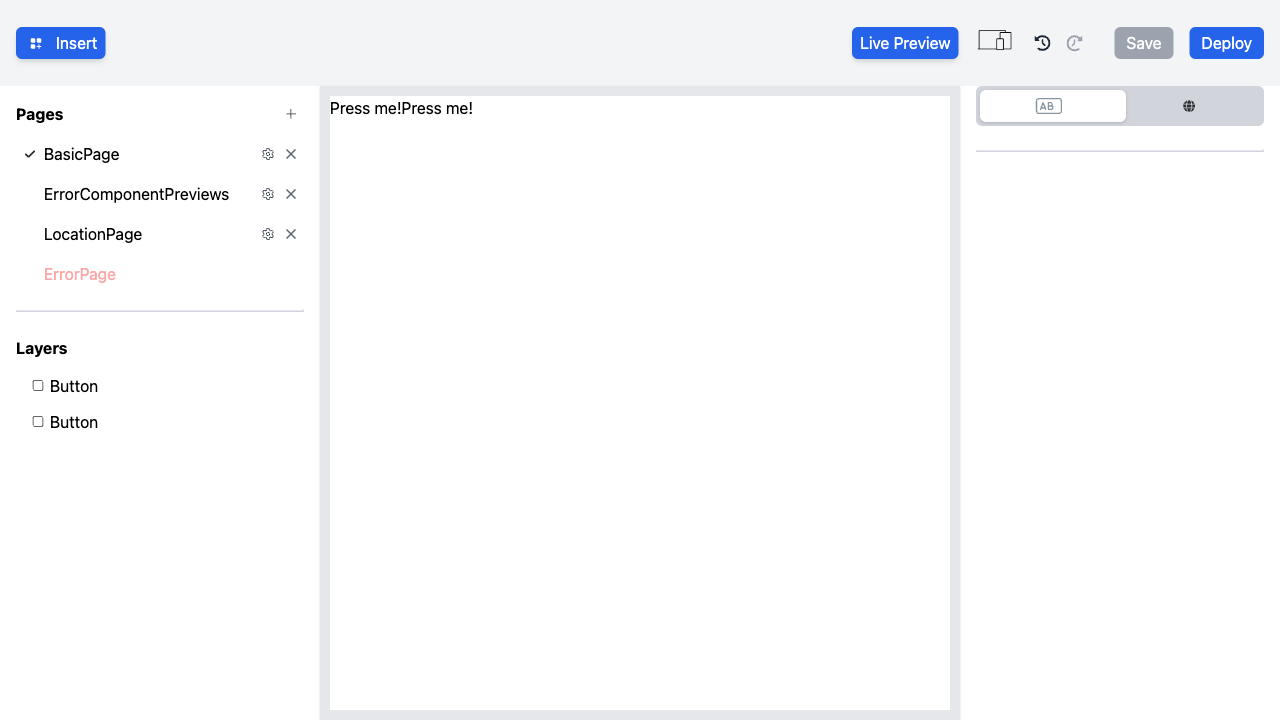 Insert
Live Preview
Save
Deploy
Pages
BasicPage
ErrorComponentPreviews
LocationPage
ErrorPage
Layers
Button
Button
Press me!Press me!
AB